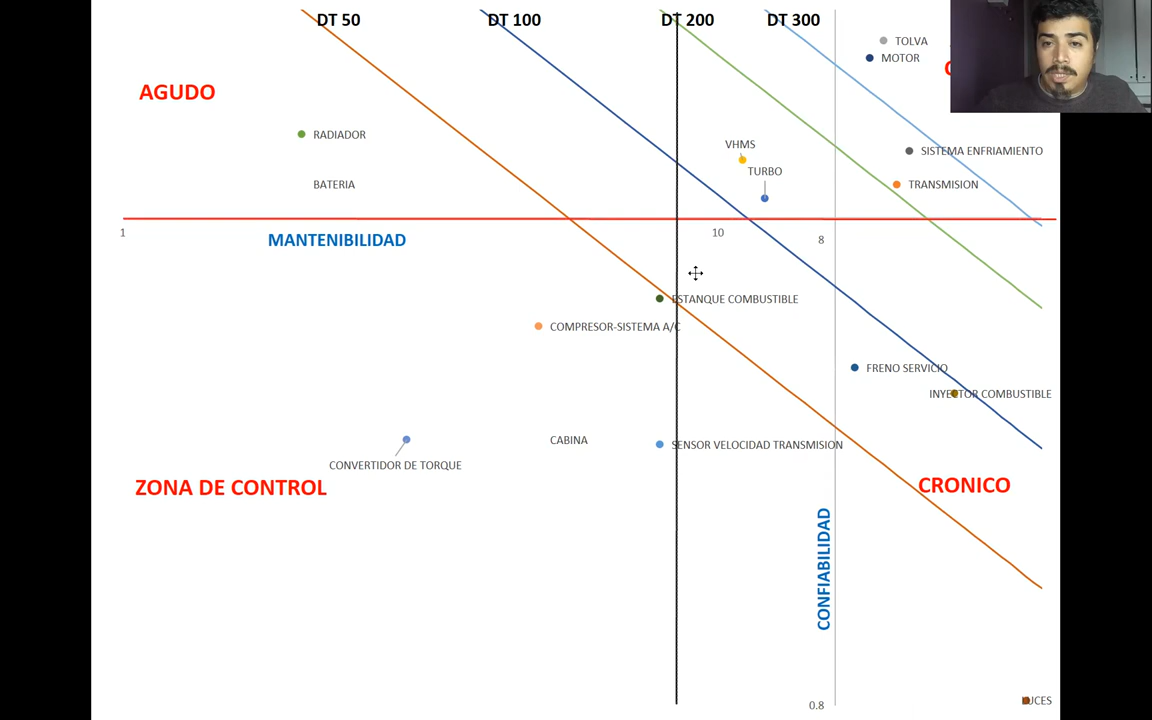 DT 50
DT 100
DT 200
DT 300
TOLVA
MOTOR
AGUDO
RADIADOR
VHMS
SISTEMA ENFRIAMIENTO
TURBO
BATERIA
TRANSMISION
1
MANTENIBILIDAD
10
8
ESTANQUE COMBUSTIBLE
COMPRESOR-SISTEMA A/C
FRENO SERVICIO
INYECTOR COMBUSTIBLE
CABINA
SENSOR VELOCIDAD TRANSMISION
CONVERTIDOR DE TORQUE
ZONA DE CONTROL
CRONICO
CONFIABILIDAD
LUCES
0.8